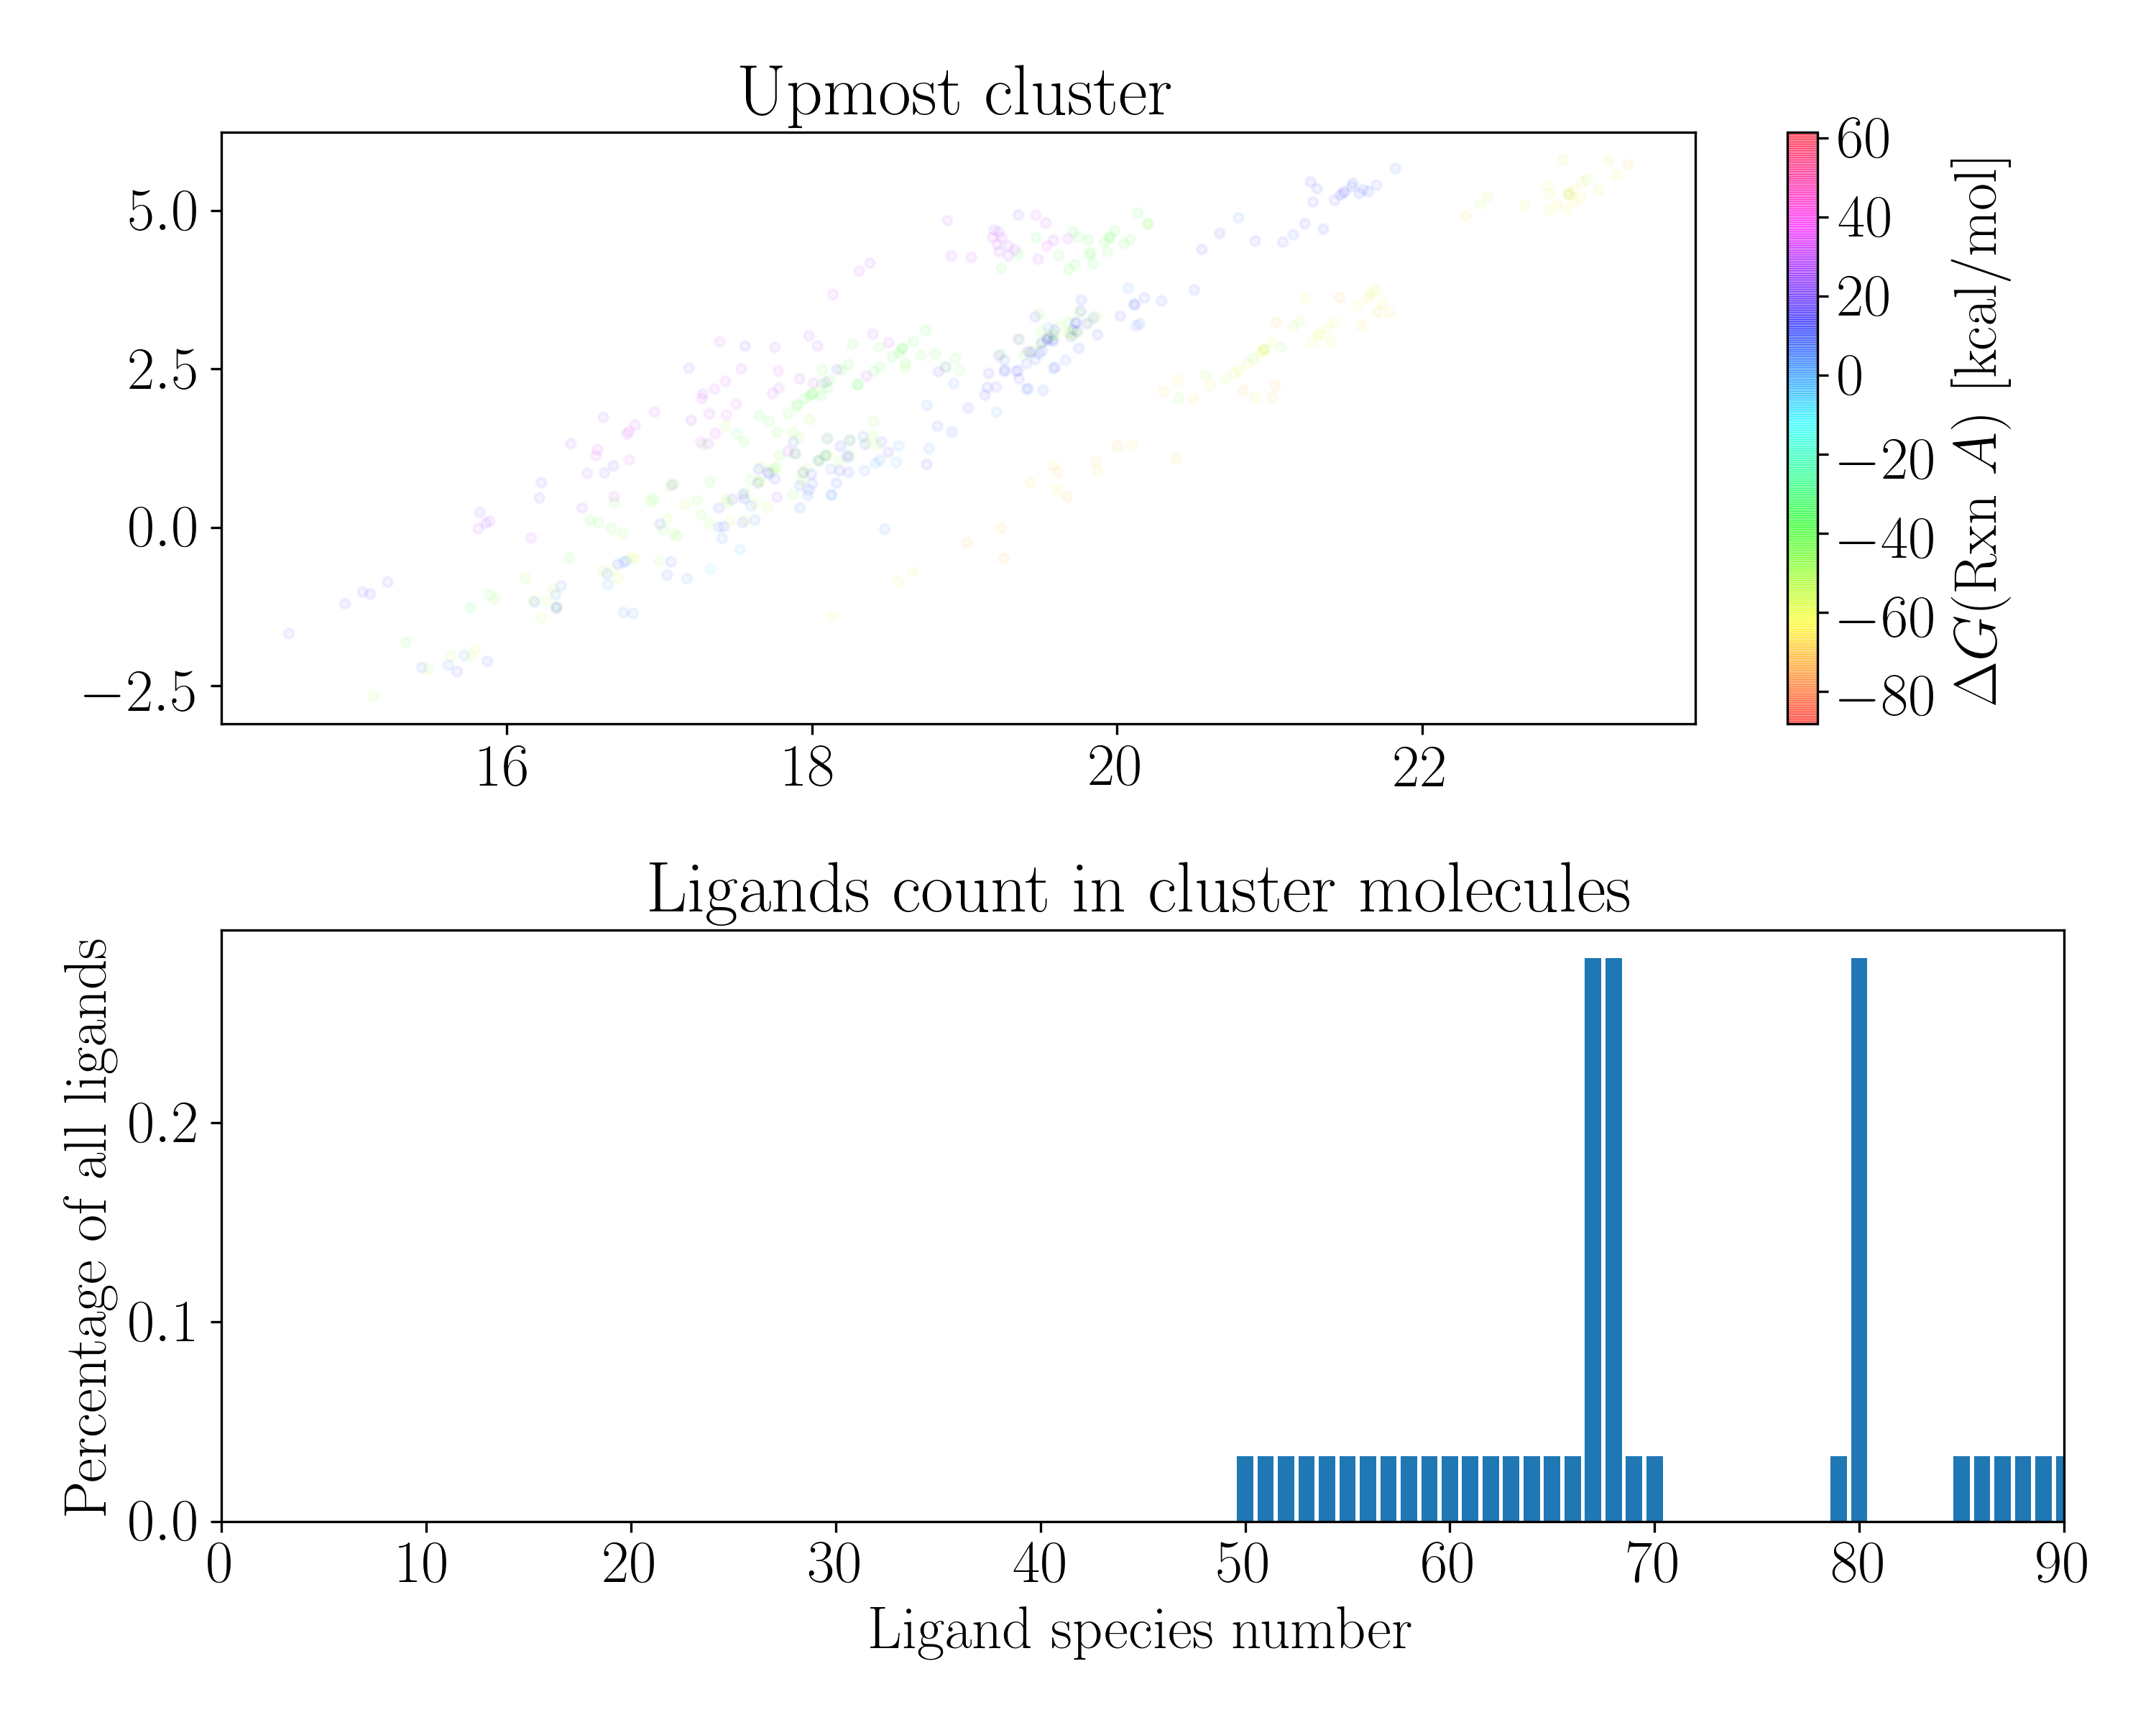 Upmost cluster
5.0
2.5
0.0
−2.5
16 18 20 22
60
40
20
0
−20
−40
−60
−80
ΔG(Rxn A) [kcal/mol]
Ligands count in cluster molecules
Percentage of all ligands
0.2
0.1
0.0
0 10 20 30 40 50 60 70 80 90
Ligand species number